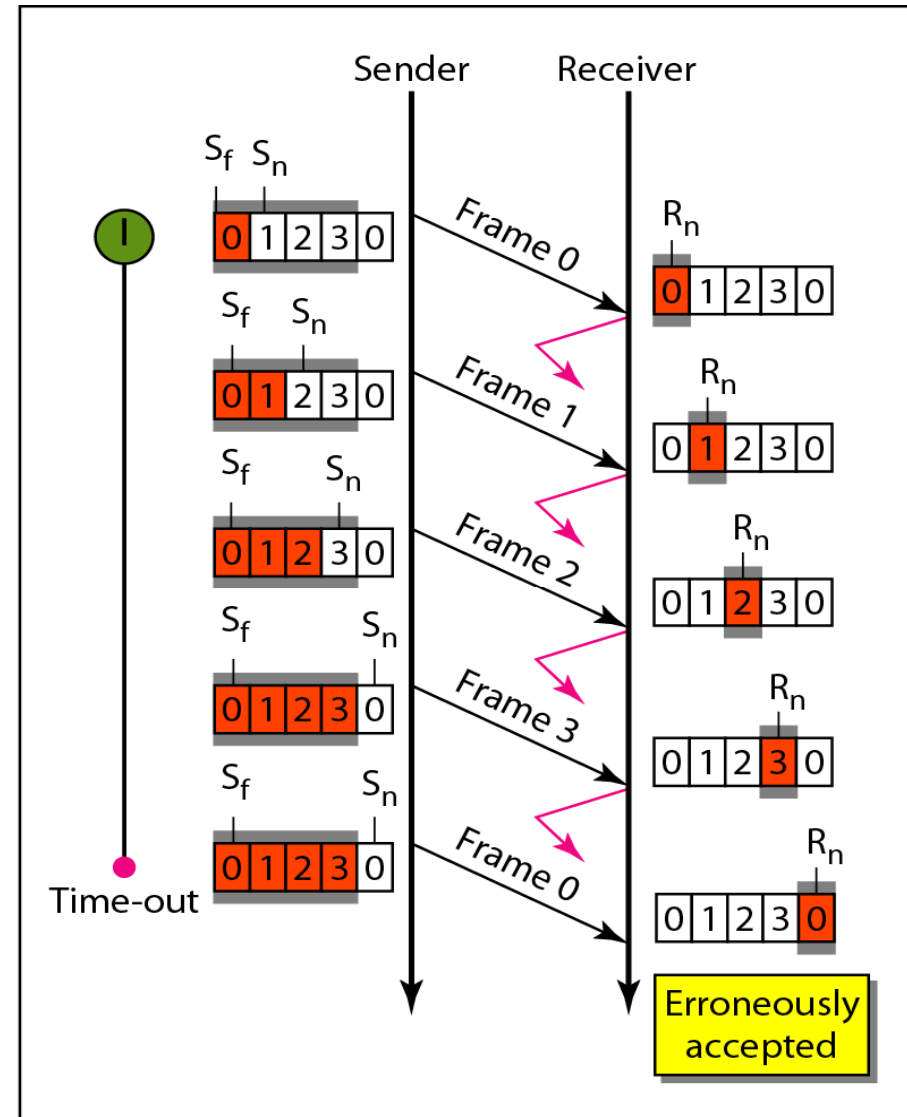 Sender Receiver
Sf Sn
0 1 2 3 0
Frame 0
Rn
0 1 2 3 0
Sf Sn
0 1 2 3 0
Frame 1
Rn
0 1 2 3 0
Sf Sn
0 1 2 3 0
Frame 2
Rn
0 1 2 3 0
Sf Sn
0 1 2 3 0
Frame 3
Rn
0 1 2 3 0
Sf Sn
0 1 2 3 0
Frame 0
Rn
0 1 2 3 0
Time-out
Erroneously
accepted